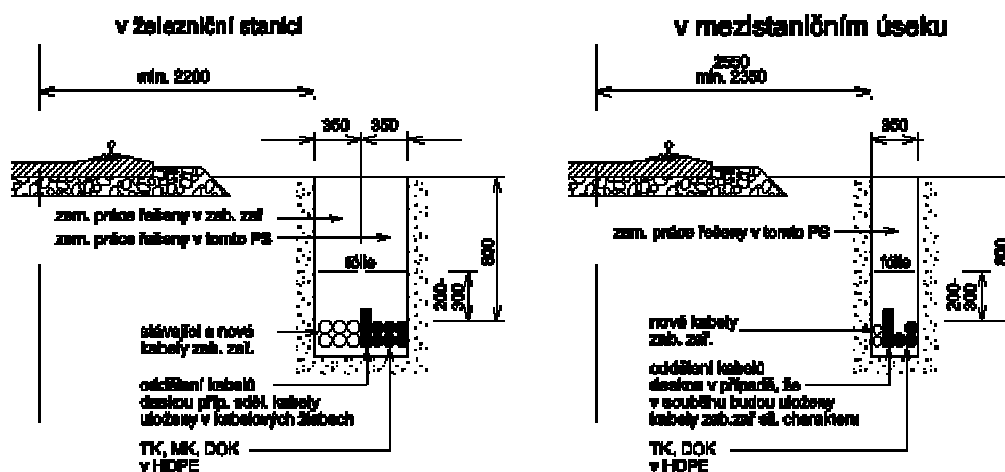 v železniční stanici
min. 2200
350 350
zem. práce řešeny v zab. zař
zem. práce řešeny v tomto PS
fólie
800
200-
300
stávající a nové
kabely zab. zař.
oddělení kabelů
deskou příp. sděl. kabely
uloženy v kabelových žlabech
TK, MK, DOK
v HDPE
v mezistaničním úseku
2550
min. 2350
350
zem. práce řešeny v tomto PS
fólie
800
200-
300
nové kabely
zab. zař.
oddělení kabelů
deskou v případě, že
v souběhu budou uloženy
kabely zab.zař sil. charakteru
TK, DOK
v HDPE